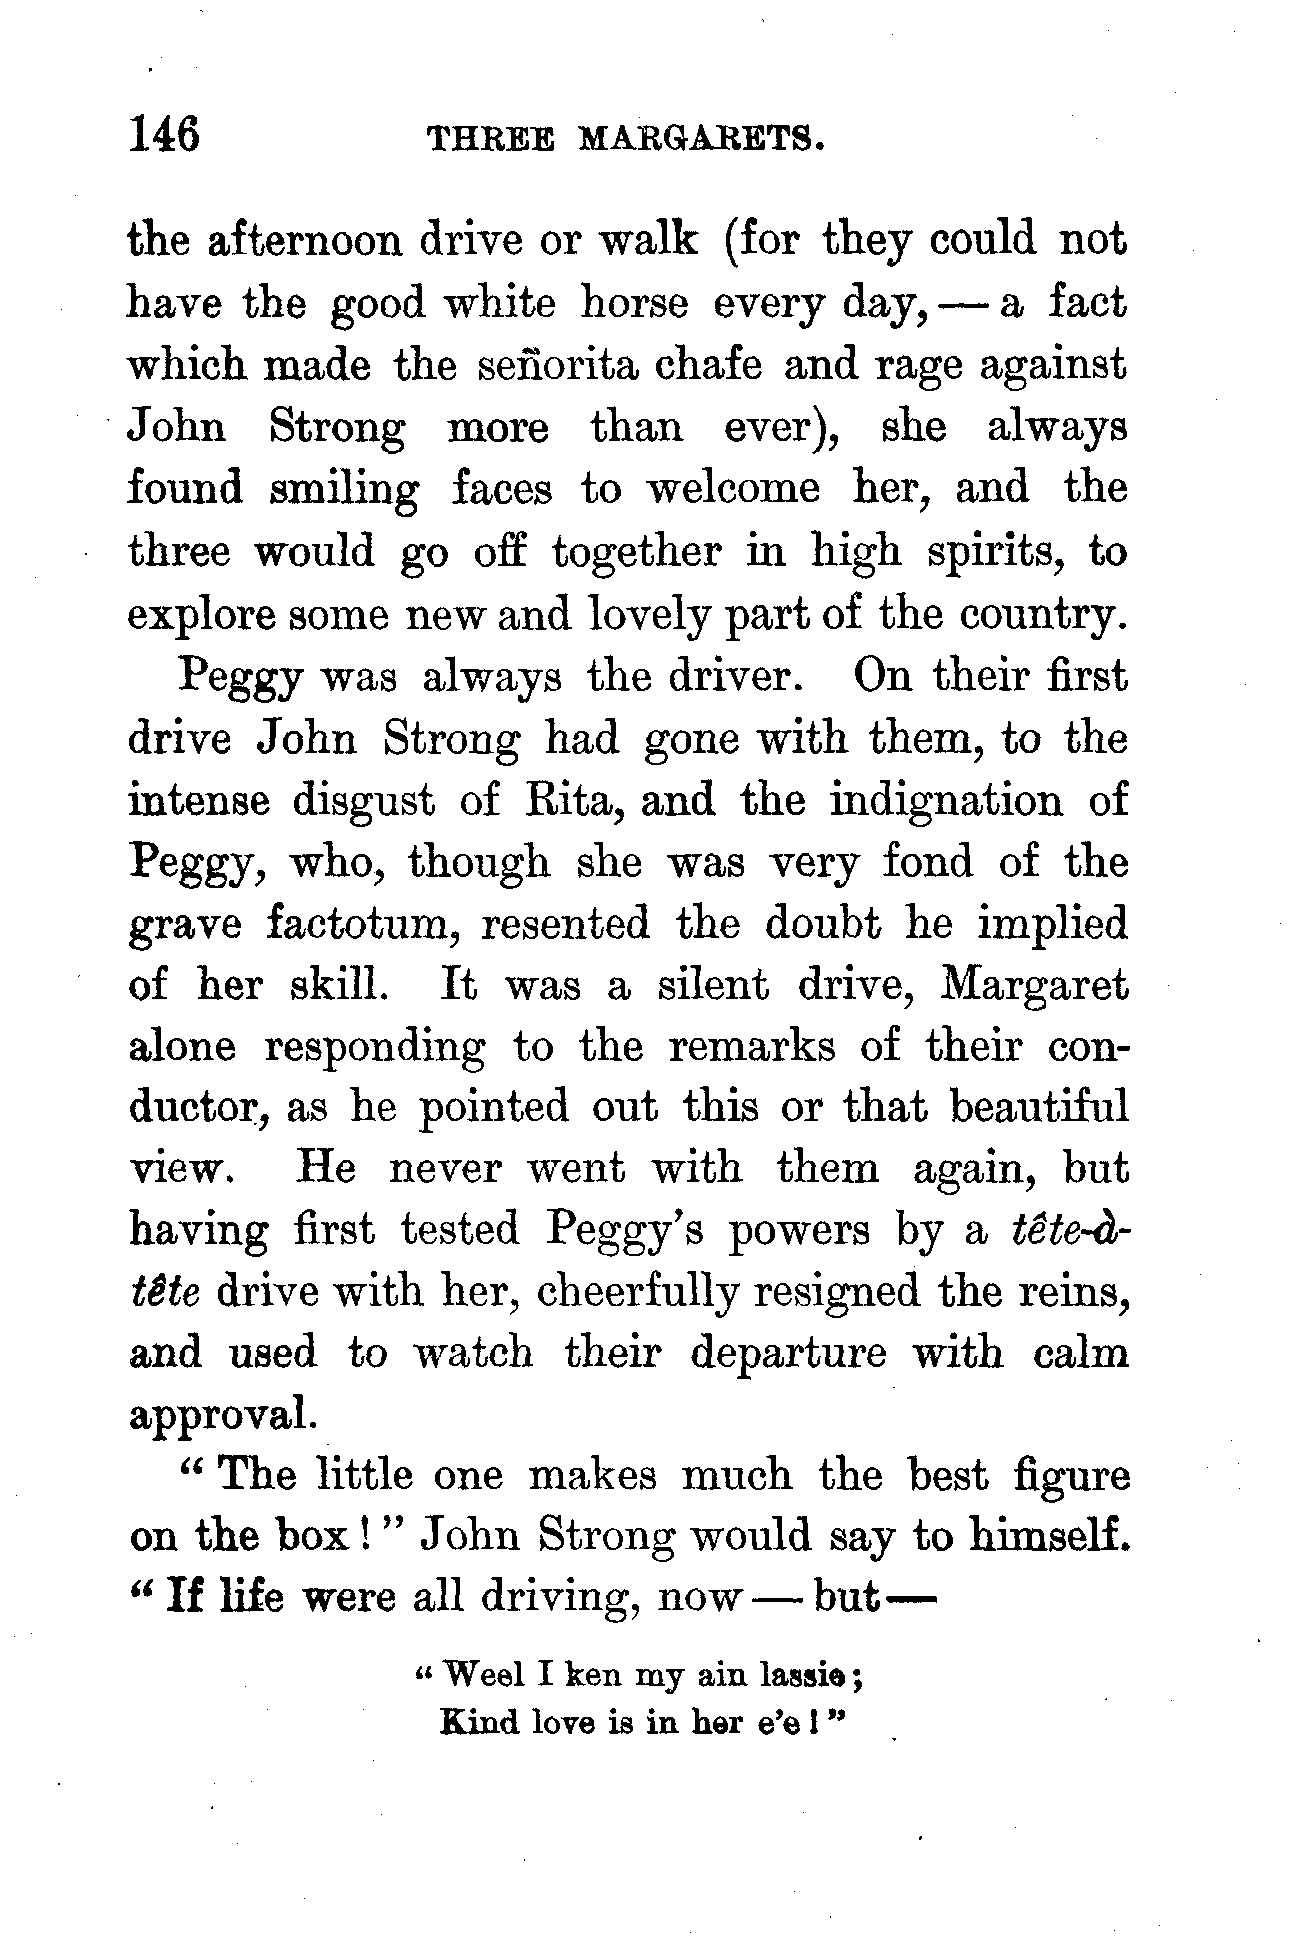 146 THREE MARGARETS.
the afternoon drive or walk (for they could not
have the good white horse every day, — a fact
which made the señorita chafe and rage against
John Strong more than ever), she always
found smiling faces to welcome her, and the
three would go off together in high spirits, to
explore some new and lovely part of the country.
Peggy was always the driver. On their first
drive John Strong had gone with them, to the
intense disgust of Rita, and the indignation of
Peggy, who, though she was very fond of the
grave factotum, resented the doubt he implied
of her skill. It was a silent drive, Margaret
alone responding to the remarks of their con-
ductor, as he pointed out this or that beautiful
view. He never went with them again, but
having first tested Peggy's powers by a tête-à-
tête drive with her, cheerfully resigned the reins,
and used to watch their departure with calm
approval.
“ The little one makes much the best figure
on the box ! ” John Strong would say to himself.
“ If life were all driving, now — but —
“ Weel I ken my ain lassie ;
Kind love is in her e'e ! ”